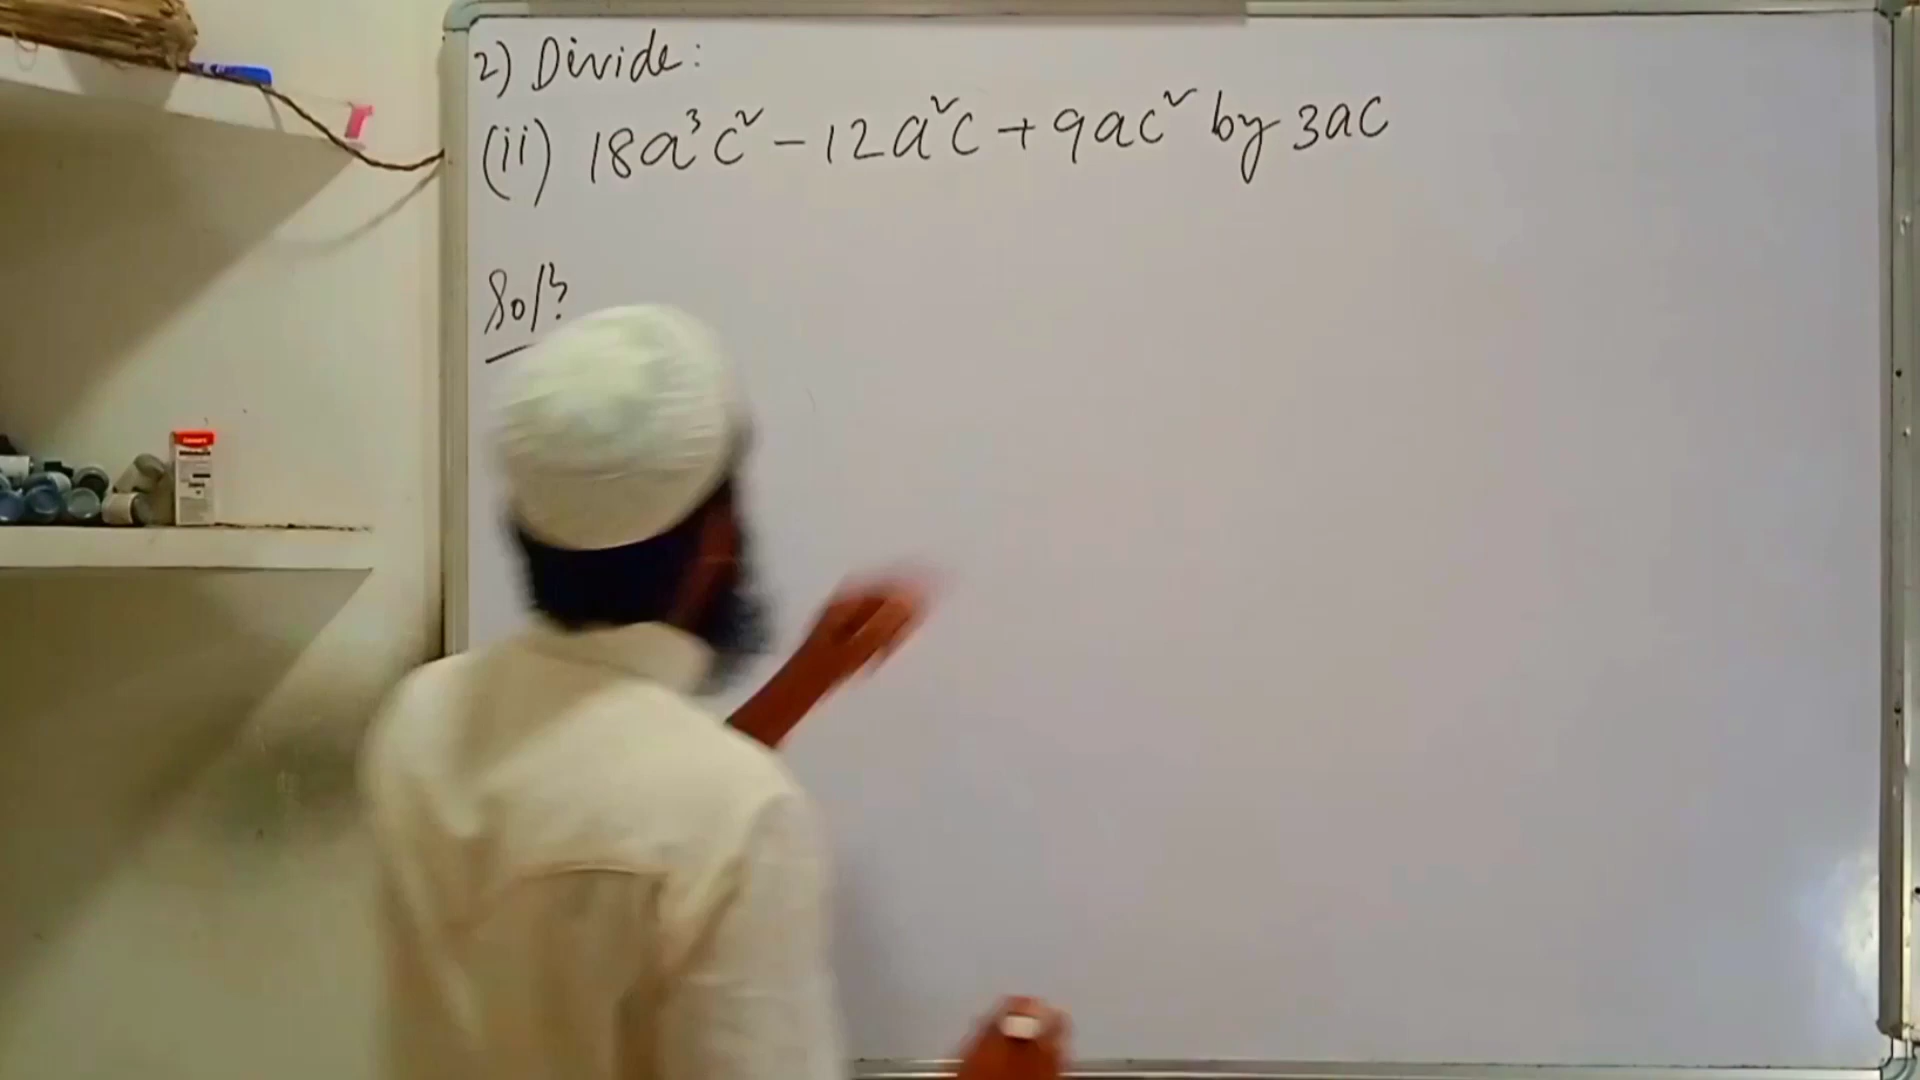 2) Divide:
(ii) 18a³c² - 12a²c + 9ac² by 3ac
Sol?